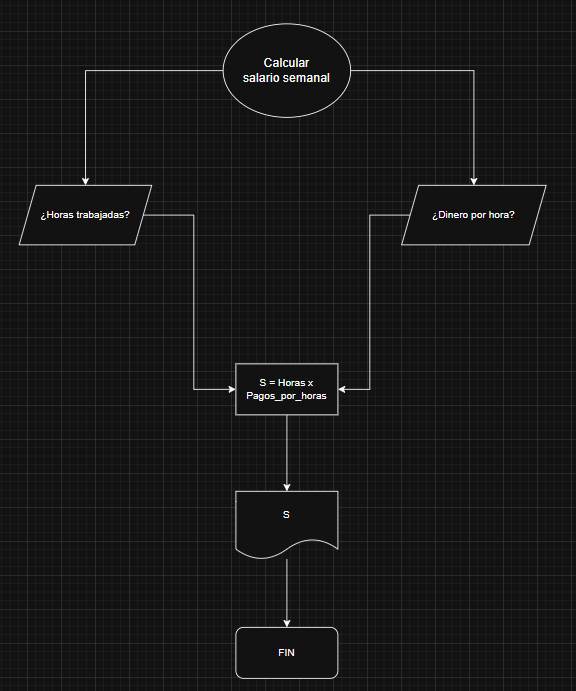 Calcular
salario semanal
¿Horas trabajadas?
¿Dinero por hora?
S = Horas x
Pagos_por_horas
S
FIN